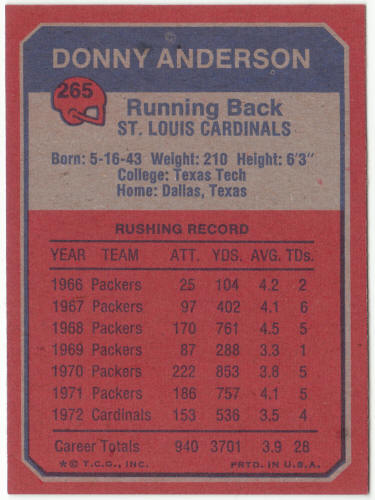 DONNY ANDERSON
265
Running Back
ST. LOUIS CARDINALS
Born: 5-16-43 Weight: 210 Height: 6'3"
College: Texas Tech
Home: Dallas, Texas
RUSHING RECORD
YEAR TEAM ATT. YDS. AVG. TDs.
1966 Packers 25 104 4.2 2
1967 Packers 97 402 4.1 6
1968 Packers 170 761 4.5 5
1969 Packers 87 288 3.3 1
1970 Packers 222 853 3.8 5
1971 Packers 186 757 4.1 5
1972 Cardinals 153 536 3.5 4
Career Totals 940 3701 3.9 28
*© T.C.G., INC. PRTD. IN U.S.A.